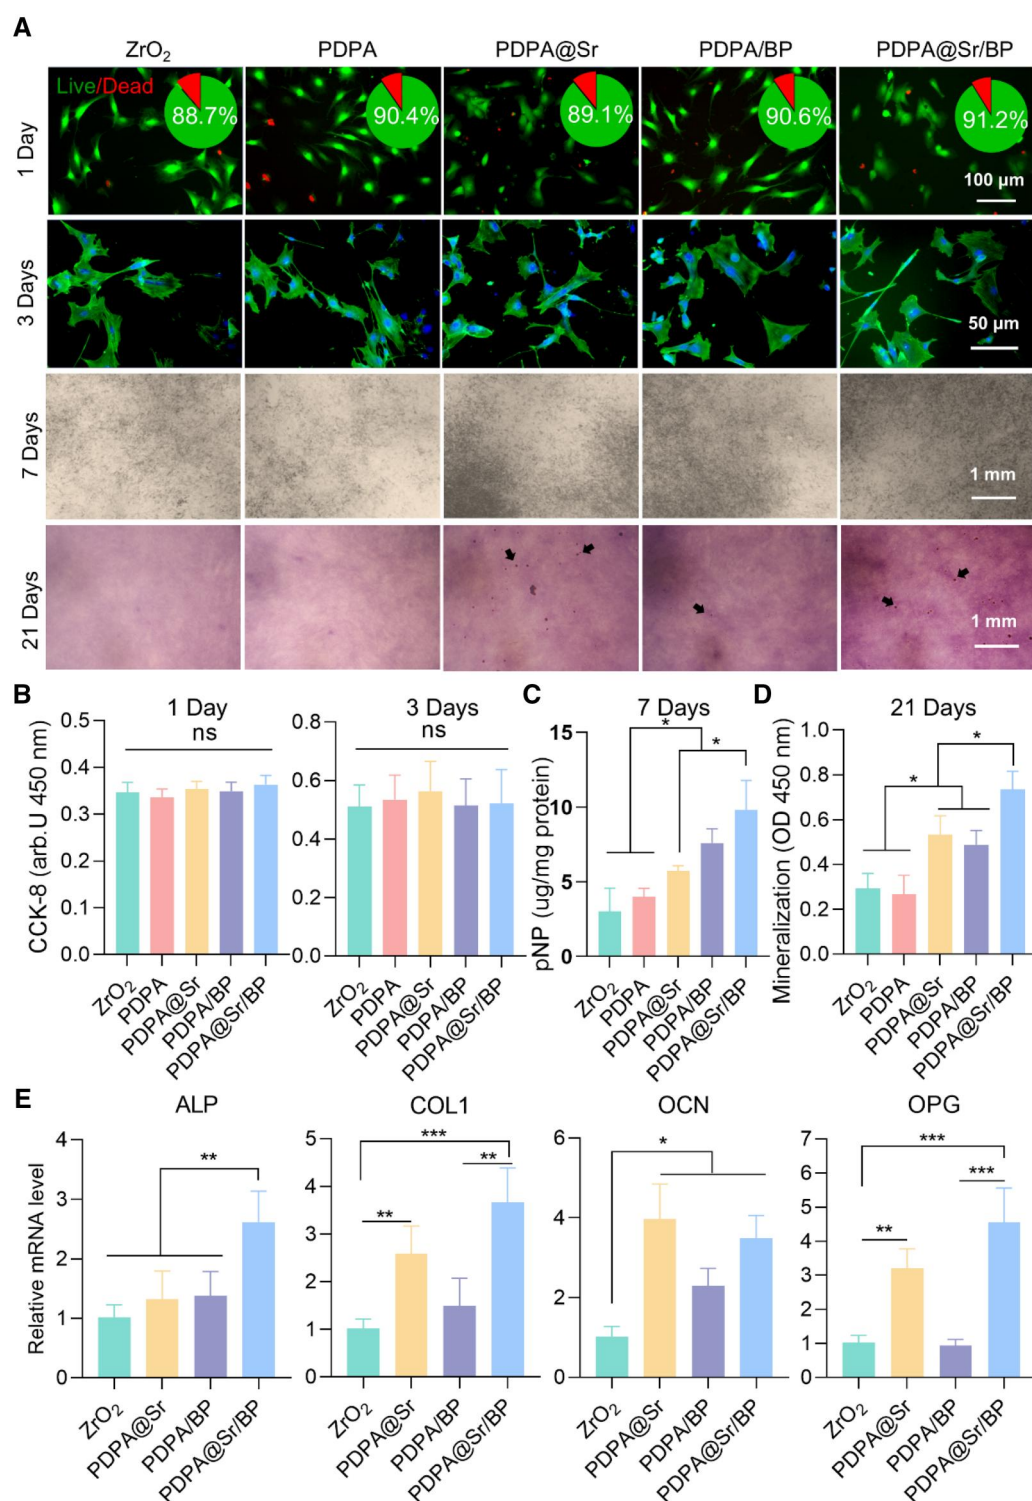 A
ZrO₂ PDPA PDPA@Sr PDPA/BP PDPA@Sr/BP
1 Day
Live/Dead
88.7% 90.4% 89.1% 90.6% 91.2%
100 μm
3 Days
50 μm
7 Days
1 mm
21 Days
1 mm
B
1 Day
ns
CCK-8 (arb.U 450 nm)
0.5
0.4
0.3
0.2
0.1
0.0
ZrO₂ PDPA PDPA@Sr PDPA/BP PDPA@Sr/BP
3 Days
ns
0.8
0.6
0.4
0.2
0.0
ZrO₂ PDPA PDPA@Sr PDPA/BP PDPA@Sr/BP
C
7 Days
* *
pNP (ug/mg protein)
15
10
5
0
ZrO₂ PDPA PDPA@Sr PDPA/BP PDPA@Sr/BP
D
21 Days
* *
Mineralization (OD 450 nm)
1.0
0.8
0.6
0.4
0.2
0.0
ZrO₂ PDPA PDPA@Sr PDPA/BP PDPA@Sr/BP
E
ALP
**
Relative mRNA level
4
3
2
1
0
ZrO₂ PDPA@Sr PDPA/BP PDPA@Sr/BP
COL1
***
**
**
5
4
3
2
1
0
ZrO₂ PDPA@Sr PDPA/BP PDPA@Sr/BP
OCN
*
6
4
2
0
ZrO₂ PDPA@Sr PDPA/BP PDPA@Sr/BP
OPG
***
***
**
7
6
5
4
3
2
1
0
ZrO₂ PDPA@Sr PDPA/BP PDPA@Sr/BP